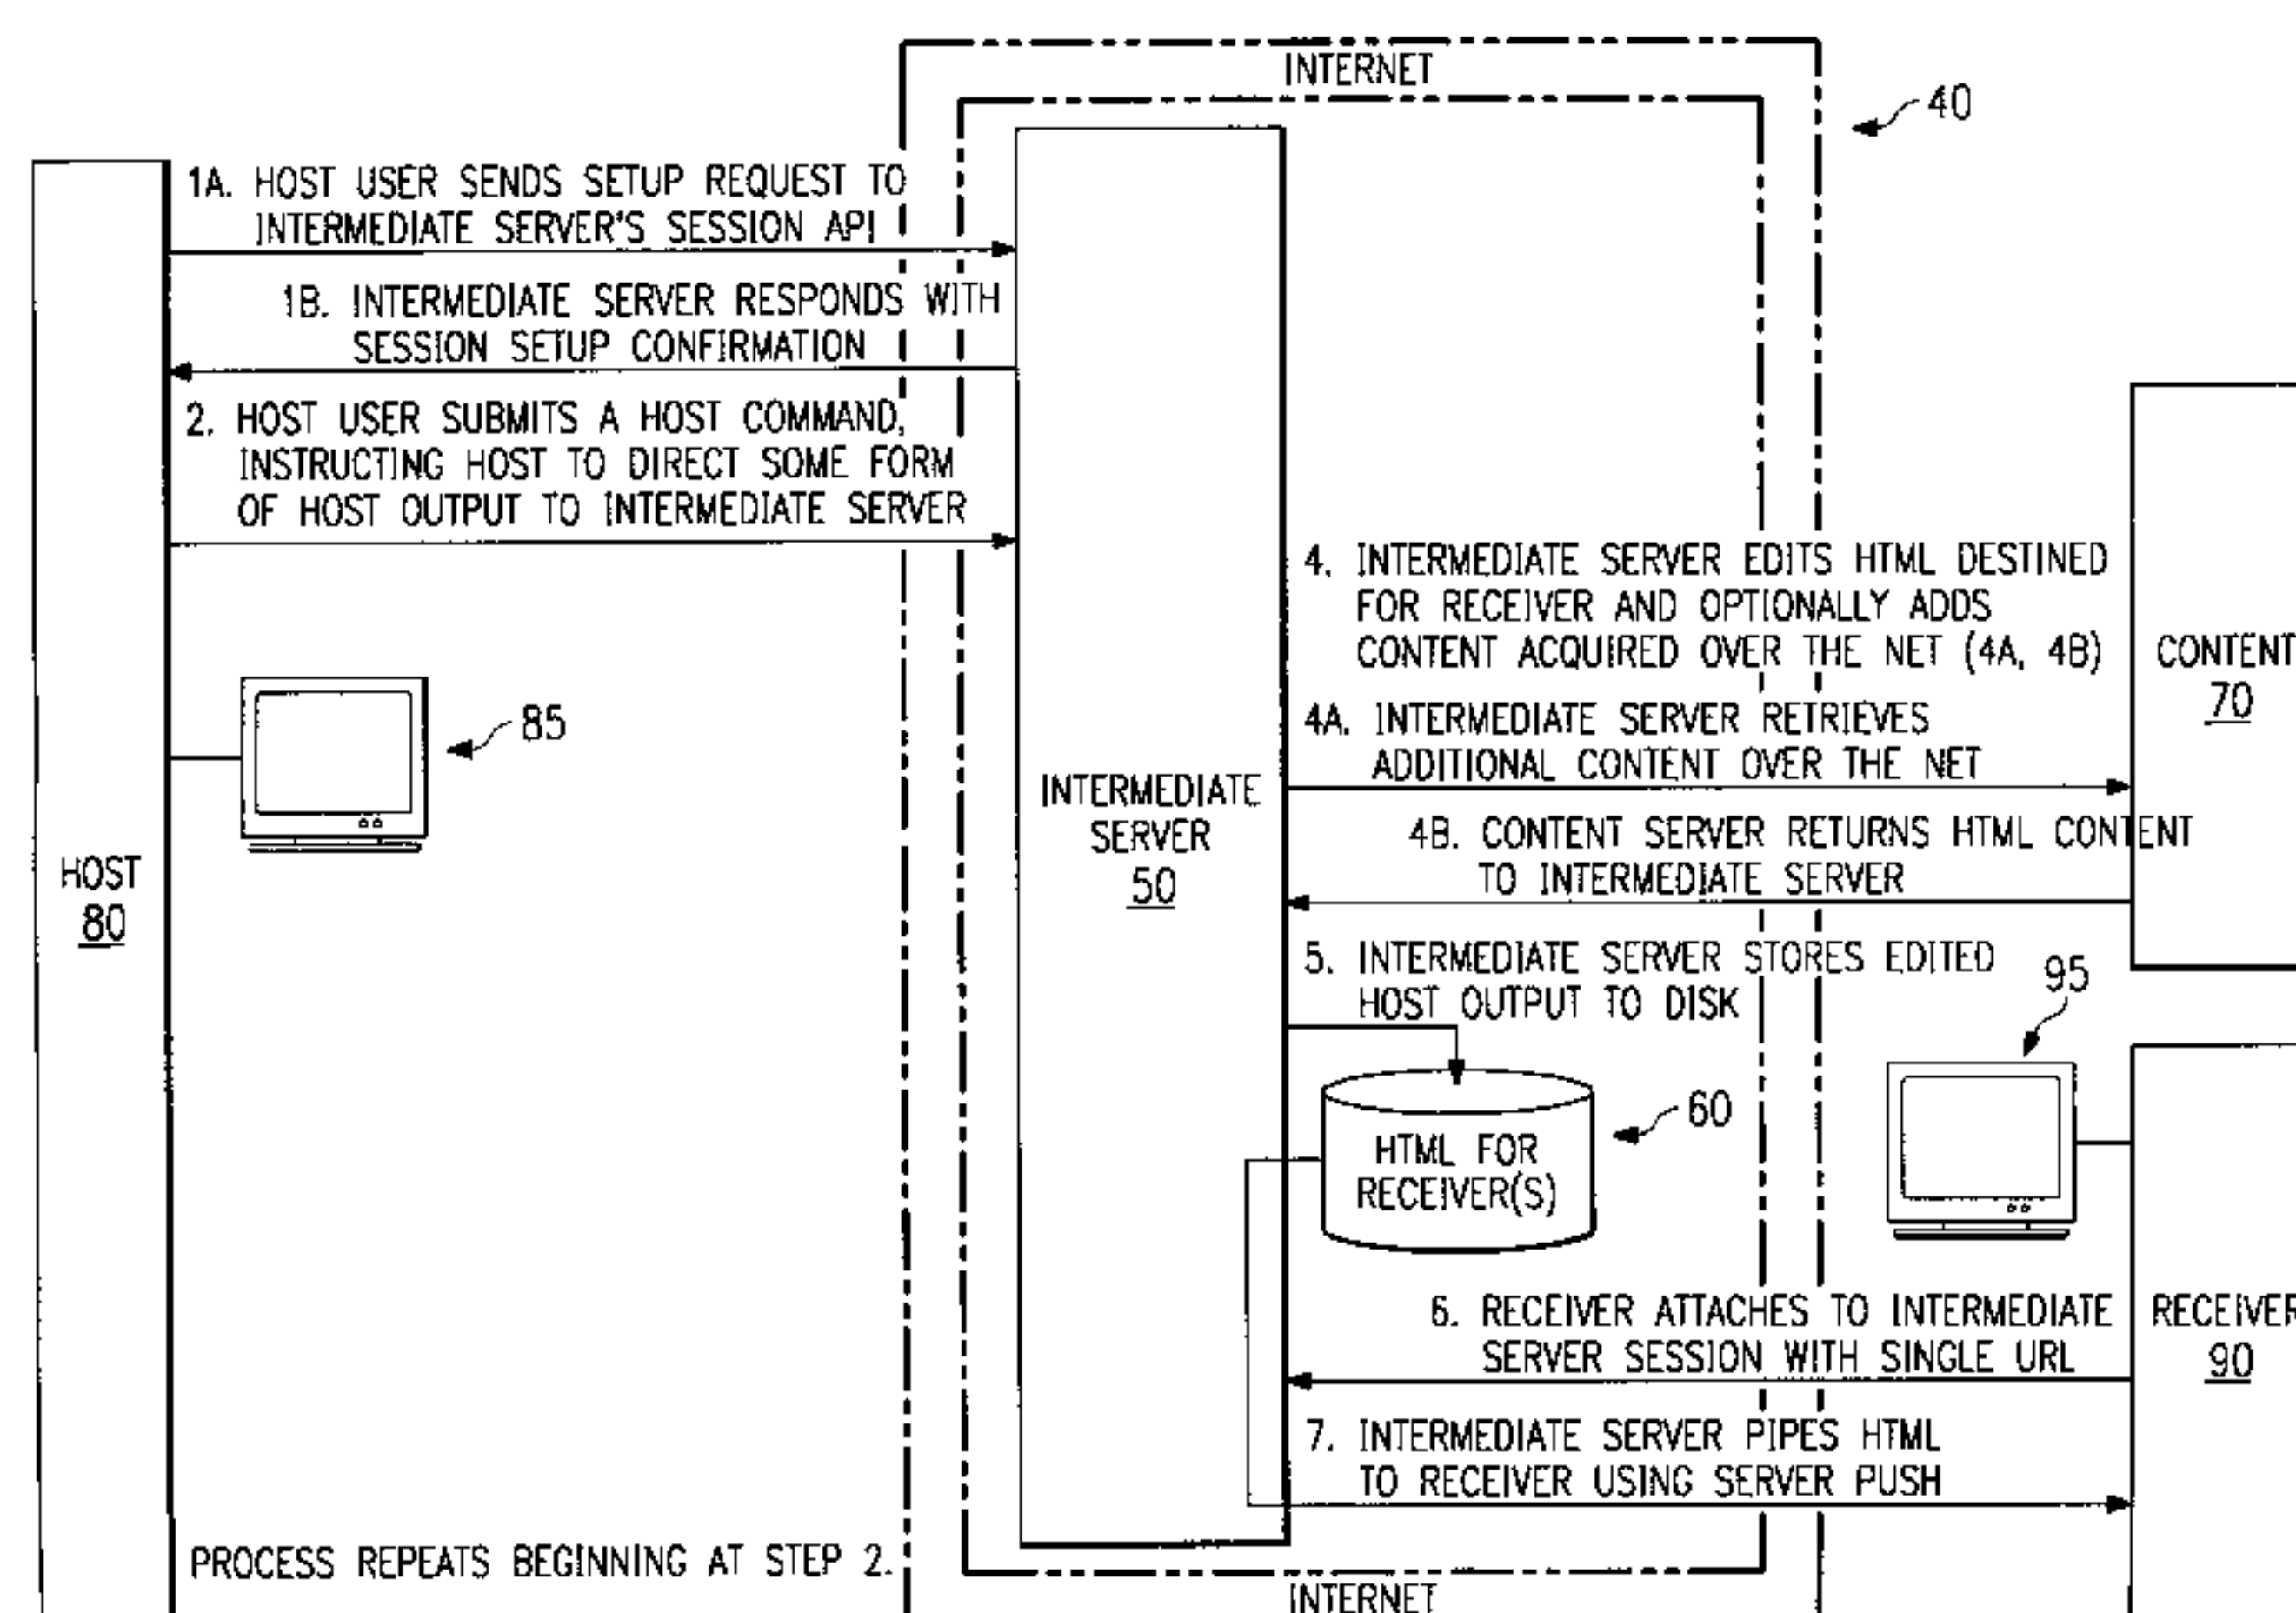 INTERNET
40
1A. HOST USER SENDS SETUP REQUEST TO
INTERMEDIATE SERVER'S SESSION API
1B. INTERMEDIATE SERVER RESPONDS WITH
SESSION SETUP CONFIRMATION
2. HOST USER SUBMITS A HOST COMMAND,
INSTRUCTING HOST TO DIRECT SOME FORM
OF HOST OUTPUT TO INTERMEDIATE SERVER
85
HOST
80
INTERMEDIATE
SERVER
50
4. INTERMEDIATE SERVER EDITS HTML DESTINED
FOR RECEIVER AND OPTIONALLY ADDS
CONTENT ACQUIRED OVER THE NET (4A, 4B)
CONTENT
70
4A. INTERMEDIATE SERVER RETRIEVES
ADDITIONAL CONTENT OVER THE NET
4B. CONTENT SERVER RETURNS HTML CONTENT
TO INTERMEDIATE SERVER
5. INTERMEDIATE SERVER STORES EDITED
HOST OUTPUT TO DISK
95
60
HTML FOR
RECEIVER(S)
6. RECEIVER ATTACHES TO INTERMEDIATE
SERVER SESSION WITH SINGLE URL
RECEIVER
90
7. INTERMEDIATE SERVER PIPES HTML
TO RECEIVER USING SERVER PUSH
PROCESS REPEATS BEGINNING AT STEP 2.
INTERNET